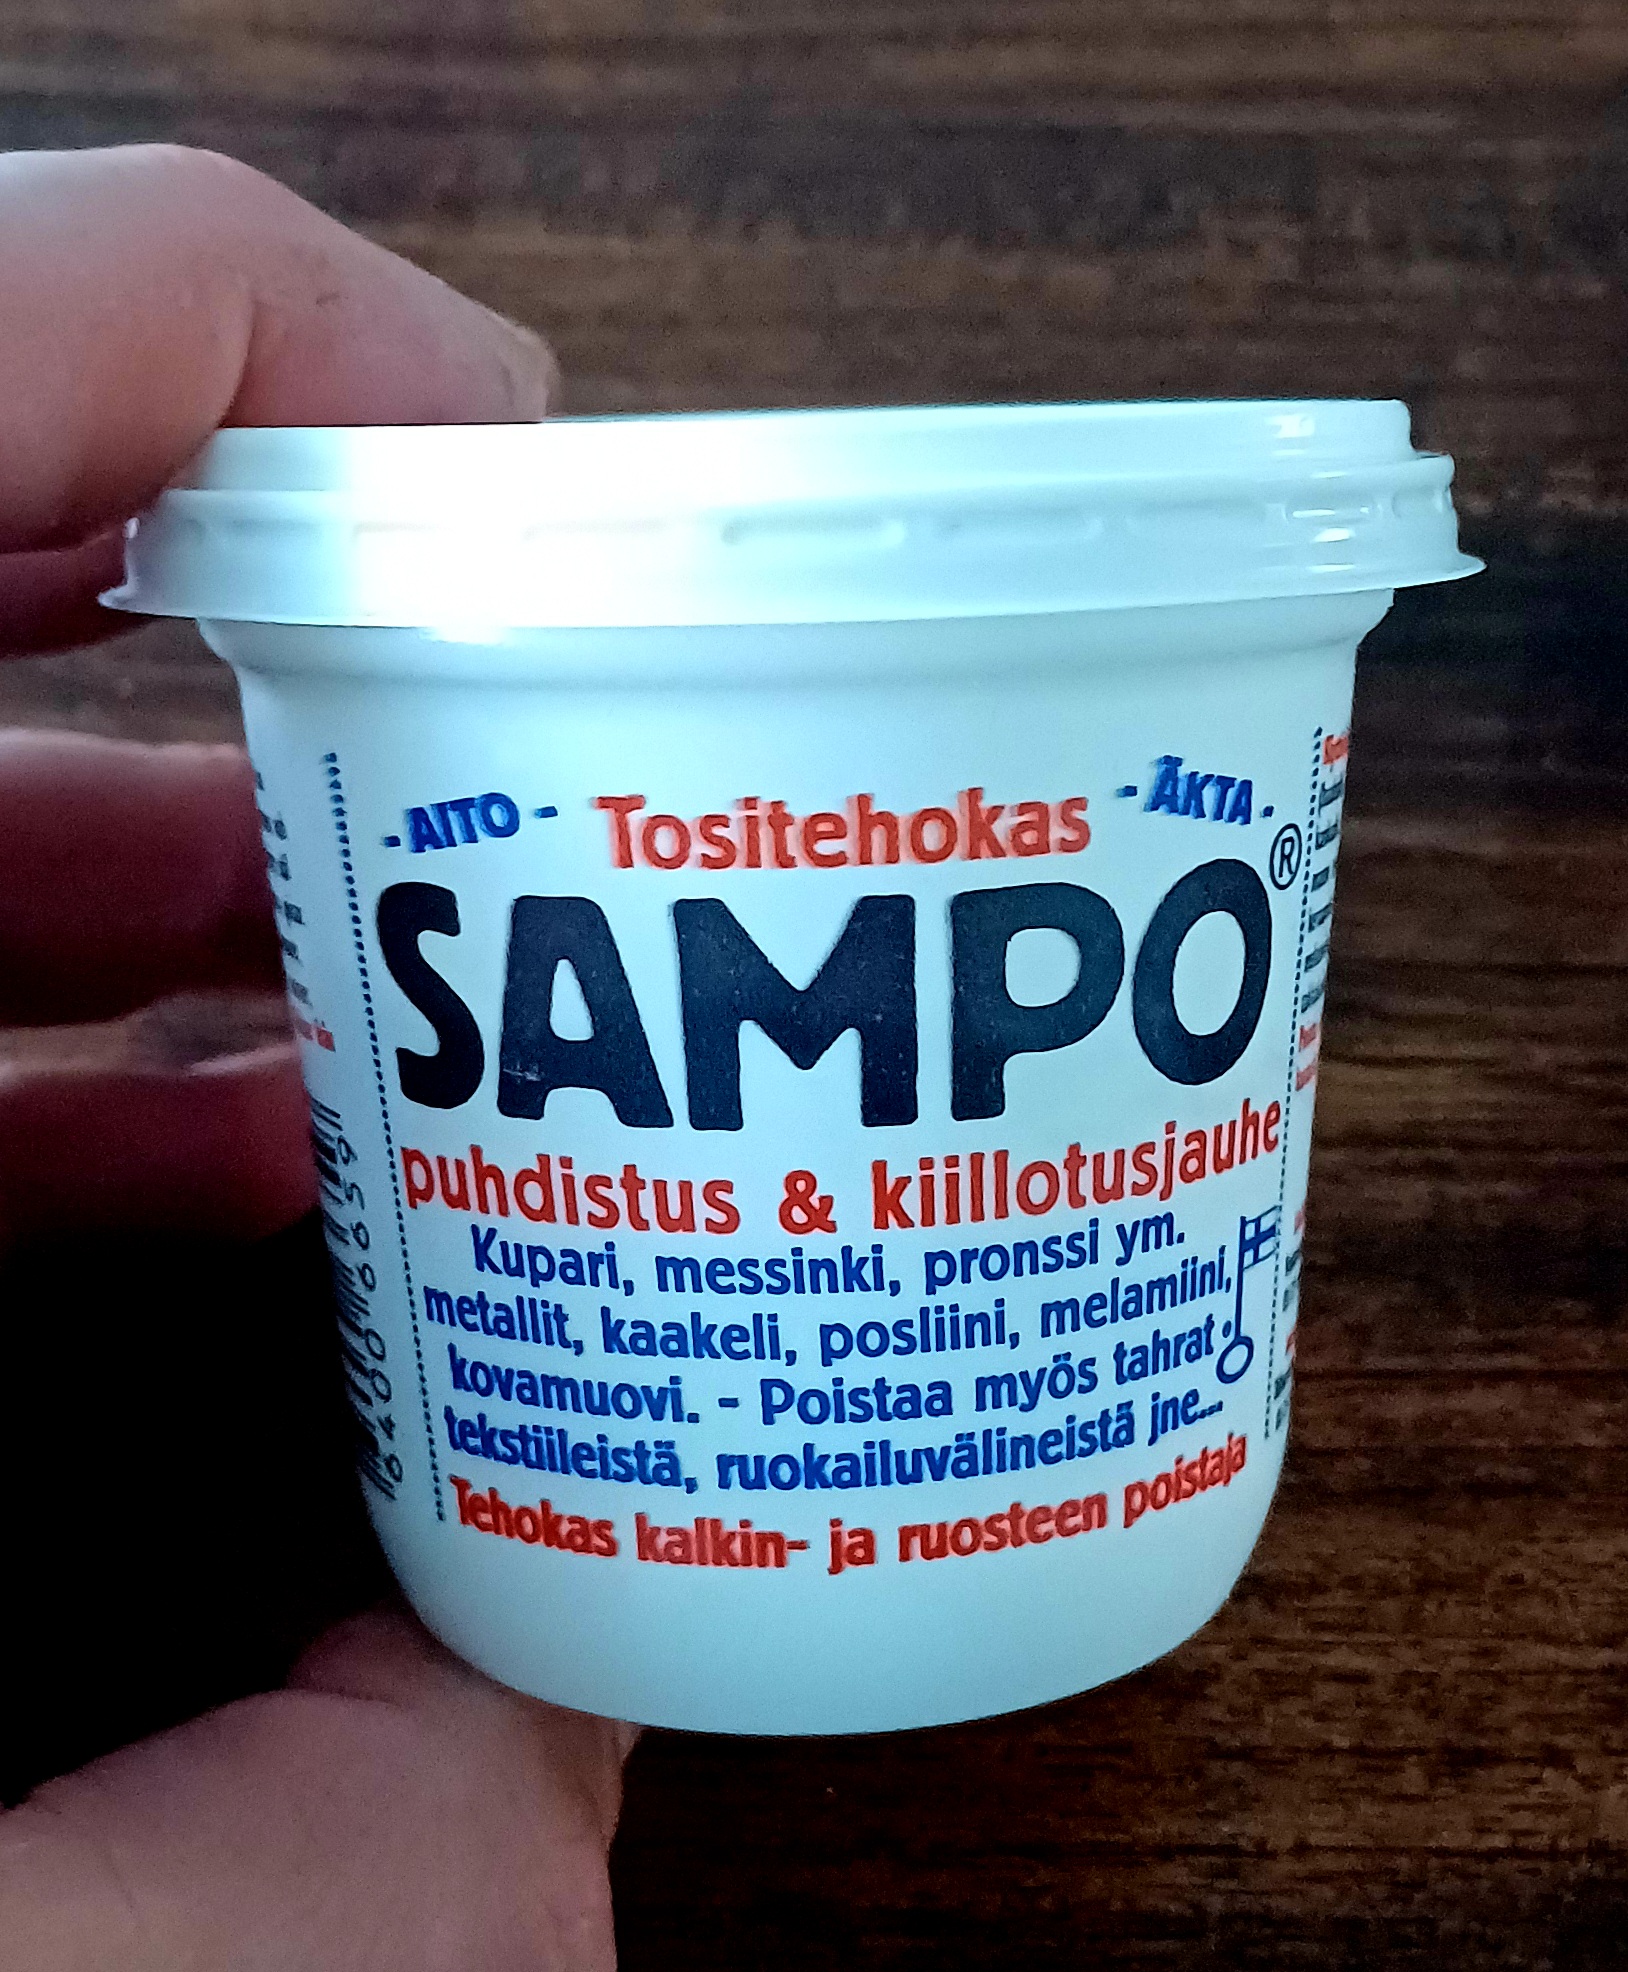 - AITO - Tositehokas - ÄKTA -
SAMPO®
puhdistus & kiillotusjauhe
Kupari, messinki, pronssi ym.
metallit, kaakeli, posliini, melamiini,
kovamuovi. - Poistaa myös tahrat
tekstiileistä, ruokailuvälineistä jne...
Tehokas kalkin- ja ruosteen poistaja